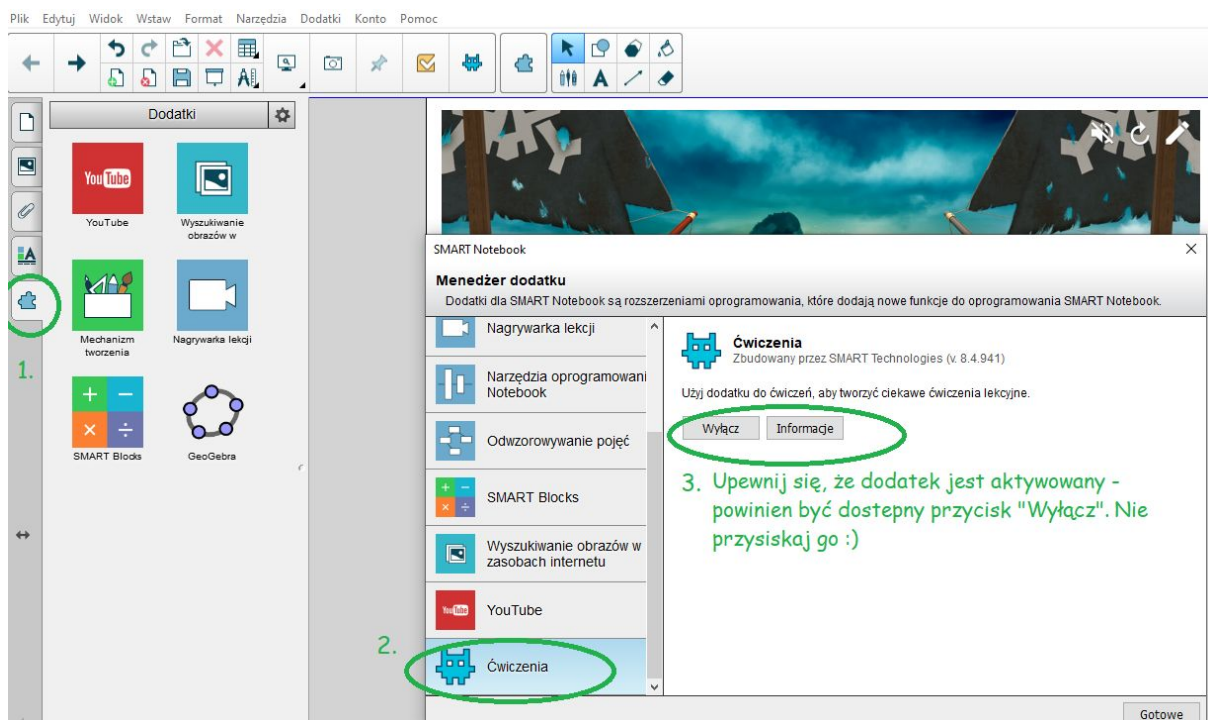 Plik Edytuj Widok Wstaw Format Narzędzia Dodatki Konto Pomoc
Dodatki
You Tube
YouTube
Wyszukiwanie
obrazów w
Mechanizm
tworzenia
Nagrywarka lekcji
SMART Blocks
GeoGebra
1.
SMART Notebook
Menedżer dodatku
Dodatki dla SMART Notebook są rozszerzeniami oprogramowania, które dodają nowe funkcje do oprogramowania SMART Notebook.
Nagrywarka lekcji
Narzędzia oprogramowani
Notebook
Odwzorowywanie pojęć
SMART Blocks
Wyszukiwanie obrazów w
zasobach internetu
You Tube
YouTube
2.
Ćwiczenia
Ćwiczenia
Zbudowany przez SMART Technologies (v. 8.4.941)
Użyj dodatku do ćwiczeń, aby tworzyć ciekawe ćwiczenia lekcyjne.
Wyłącz Informacje
3. Upewnij się, że dodatek jest aktywowany -
powinien być dostepny przycisk "Wyłącz". Nie
przysiskaj go :)
Gotowe